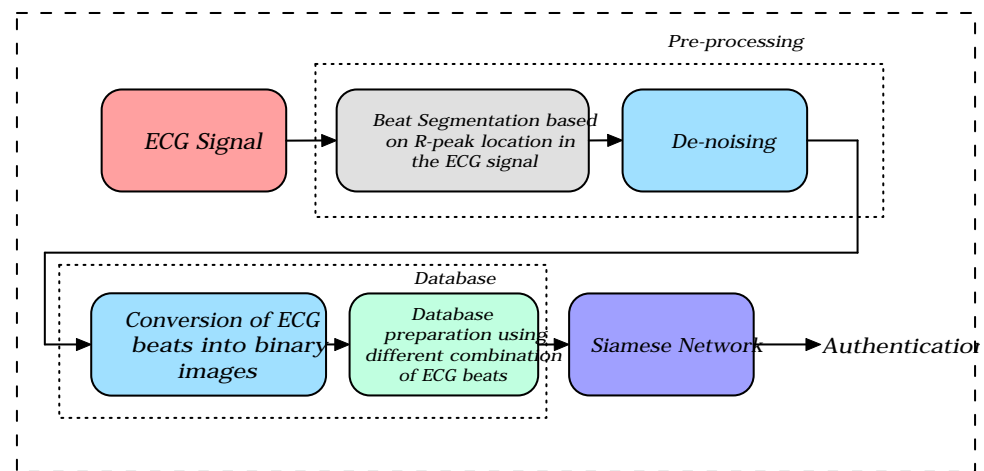 Pre-processing
ECG Signal
Beat Segmentation based
on R-peak location in
the ECG signal
De-noising
Database
Conversion of ECG
beats into binary
images
Database
preparation using
different combination
of ECG beats
Siamese Network
Authentication